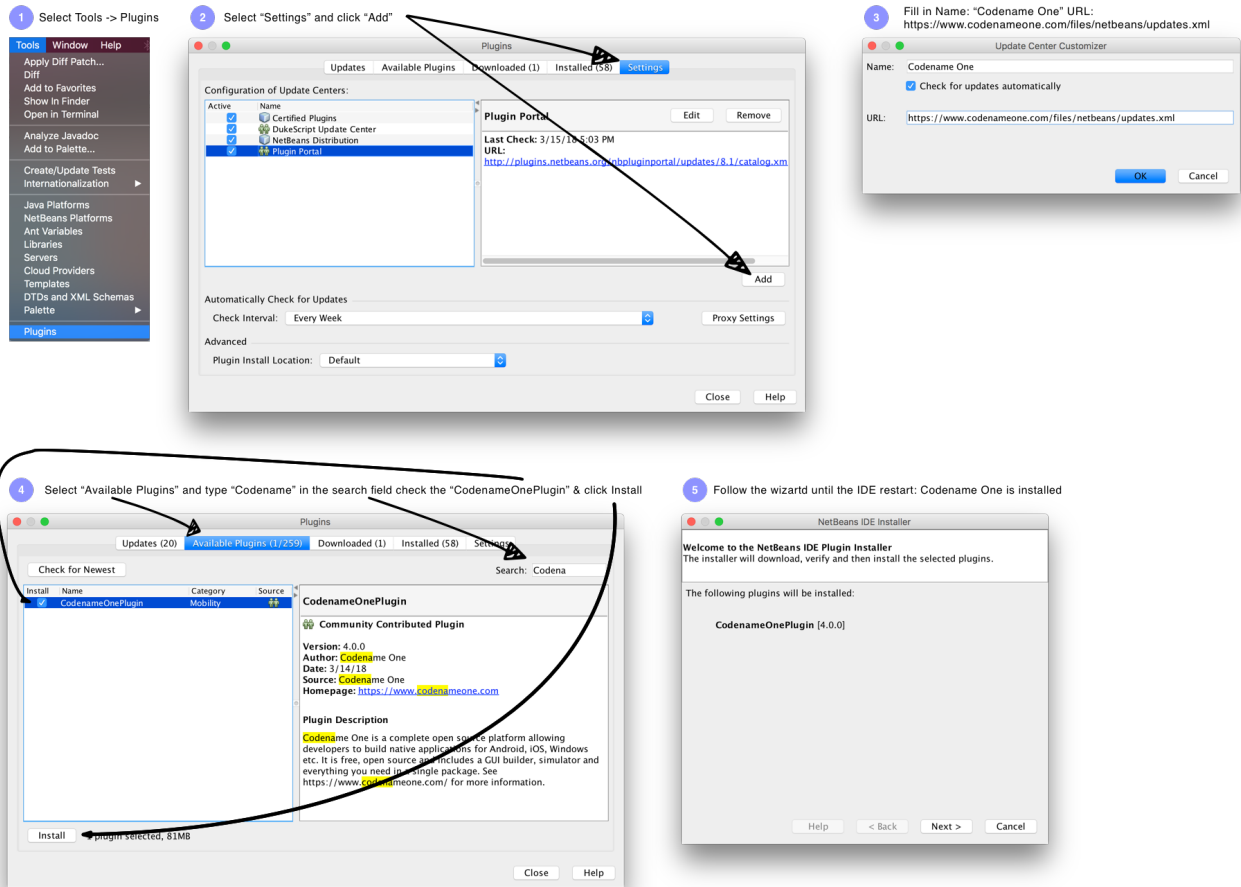 1 Select Tools -> Plugins
Tools Window Help
Apply Diff Patch...
Diff
Add to Favorites
Show In Finder
Open in Terminal
Analyze Javadoc
Add to Palette...
Create/Update Tests
Internationalization
Java Platforms
NetBeans Platforms
Ant Variables
Libraries
Servers
Cloud Providers
Templates
DTDs and XML Schemas
Palette
Plugins
2 Select “Settings” and click “Add”
Plugins
Updates Available Plugins Downloaded (1) Installed (58) Settings
Configuration of Update Centers:
Active Name
Certified Plugins
DukeScript Update Center
NetBeans Distribution
Plugin Portal
Plugin Portal Edit Remove
Last Check: 3/15/18 5:03 PM
URL:
http://plugins.netbeans.org/nbpluginportal/updates/8.1/catalog.xm
Add
Automatically Check for Updates
Check Interval: Every Week Proxy Settings
Advanced
Plugin Install Location: Default
Close Help
3 Fill in Name: “Codename One” URL:
https://www.codenameone.com/files/netbeans/updates.xml
Update Center Customizer
Name: Codename One
Check for updates automatically
URL: https://www.codenameone.com/files/netbeans/updates.xml
OK Cancel
4 Select “Available Plugins” and type “Codename” in the search field check the “CodenameOnePlugin” & click Install
Plugins
Updates (20) Available Plugins (1/259) Downloaded (1) Installed (58) Settings
Check for Newest Search: Codena
Install Name Category Source
CodenameOnePlugin Mobility
CodenameOnePlugin
Community Contributed Plugin
Version: 4.0.0
Author: Codename One
Date: 3/14/18
Source: Codename One
Homepage: https://www.codenameone.com
Plugin Description
Codename One is a complete open source platform allowing
developers to build native applications for Android, iOS, Windows
etc. It is free, open source and includes a GUI builder, simulator and
everything you need in a single package. See
https://www.codenameone.com/ for more information.
Install plugin selected, 81MB
Close Help
5 Follow the wizartd until the IDE restart: Codename One is installed
NetBeans IDE Installer
Welcome to the NetBeans IDE Plugin Installer
The installer will download, verify and then install the selected plugins.
The following plugins will be installed:
CodenameOnePlugin [4.0.0]
Help < Back Next > Cancel